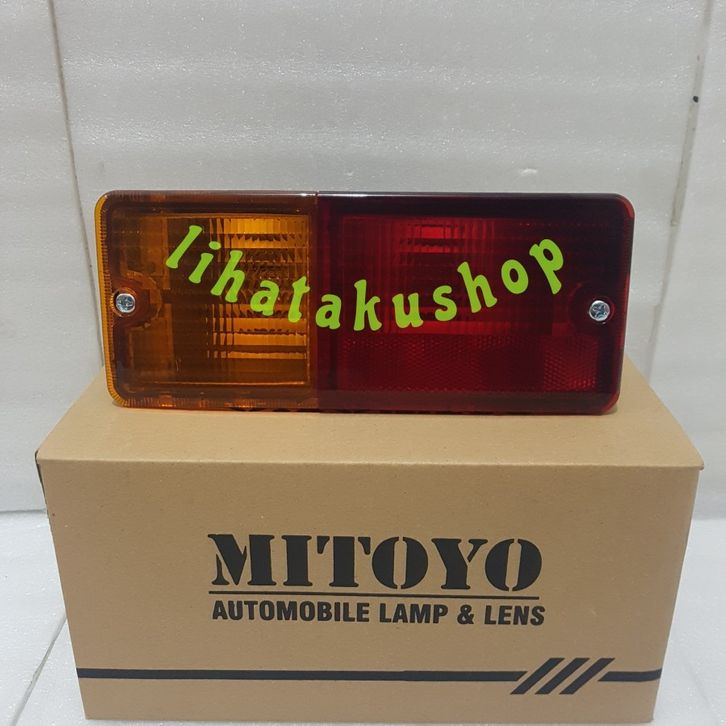 lihatakushop
MITOYO
AUTOMOBILE LAMP & LENS